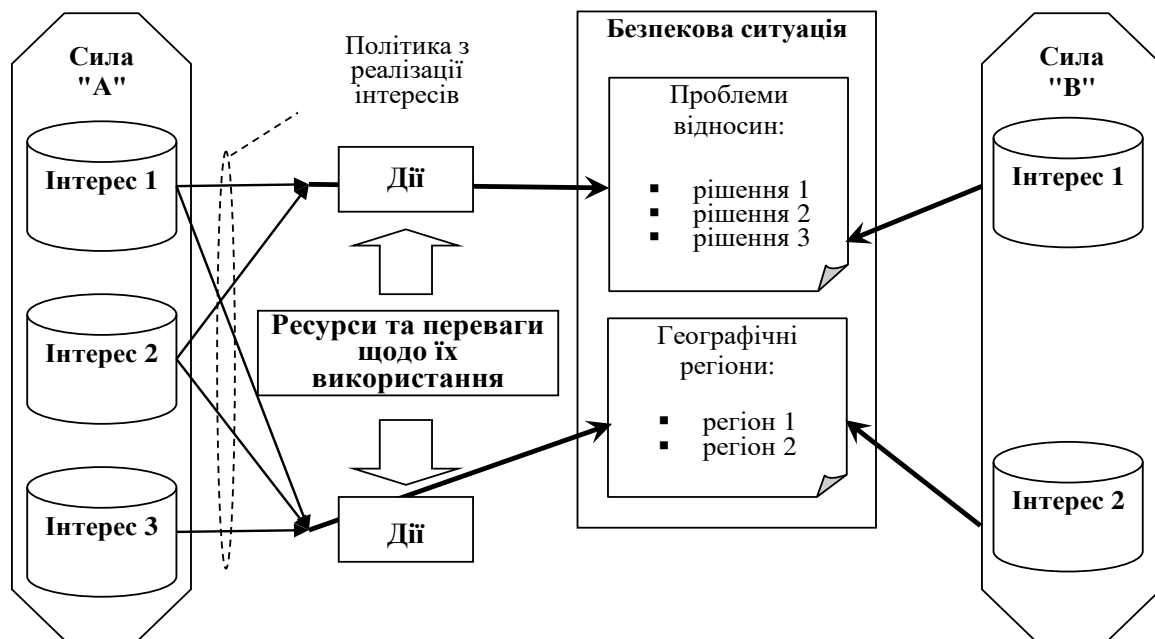 Сила
"А"
Інтерес 1
Інтерес 2
Інтерес 3
Політика з
реалізації
інтересів
Дії
Ресурси та переваги
щодо їх
використання
Дії
Безпекова ситуація
Проблеми
відносин:
▪ рішення 1
▪ рішення 2
▪ рішення 3
Географічні
регіони:
▪ регіон 1
▪ регіон 2
Сила
"В"
Інтерес 1
Інтерес 2